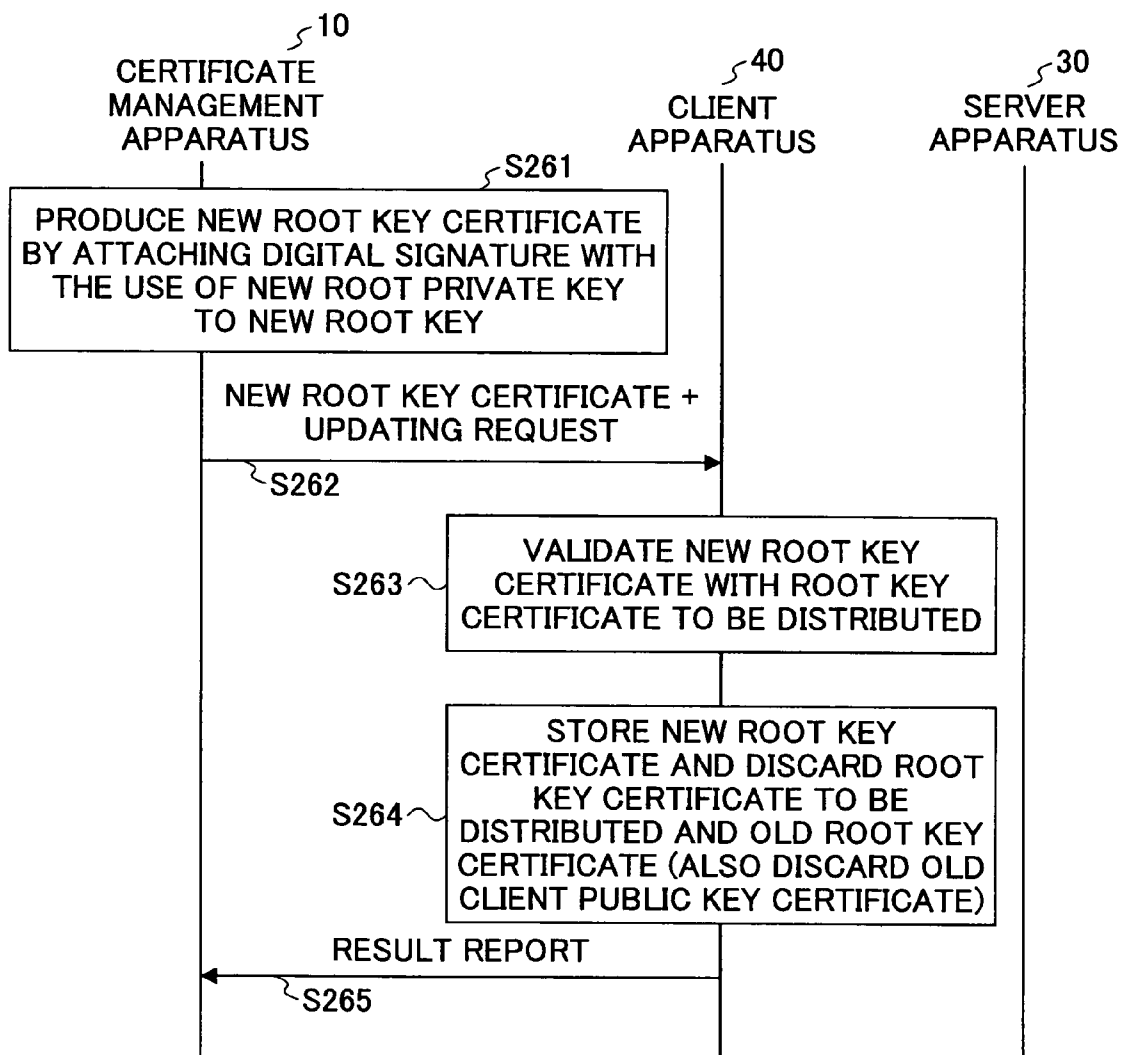 10
CERTIFICATE
MANAGEMENT
APPARATUS
40
CLIENT
APPARATUS
30
SERVER
APPARATUS
S261
PRODUCE NEW ROOT KEY CERTIFICATE
BY ATTACHING DIGITAL SIGNATURE WITH
THE USE OF NEW ROOT PRIVATE KEY
TO NEW ROOT KEY
NEW ROOT KEY CERTIFICATE +
UPDATING REQUEST
S262
S263
VALIDATE NEW ROOT KEY
CERTIFICATE WITH ROOT KEY
CERTIFICATE TO BE DISTRIBUTED
S264
STORE NEW ROOT KEY
CERTIFICATE AND DISCARD ROOT
KEY CERTIFICATE TO BE
DISTRIBUTED AND OLD ROOT KEY
CERTIFICATE (ALSO DISCARD OLD
CLIENT PUBLIC KEY CERTIFICATE)
RESULT REPORT
S265